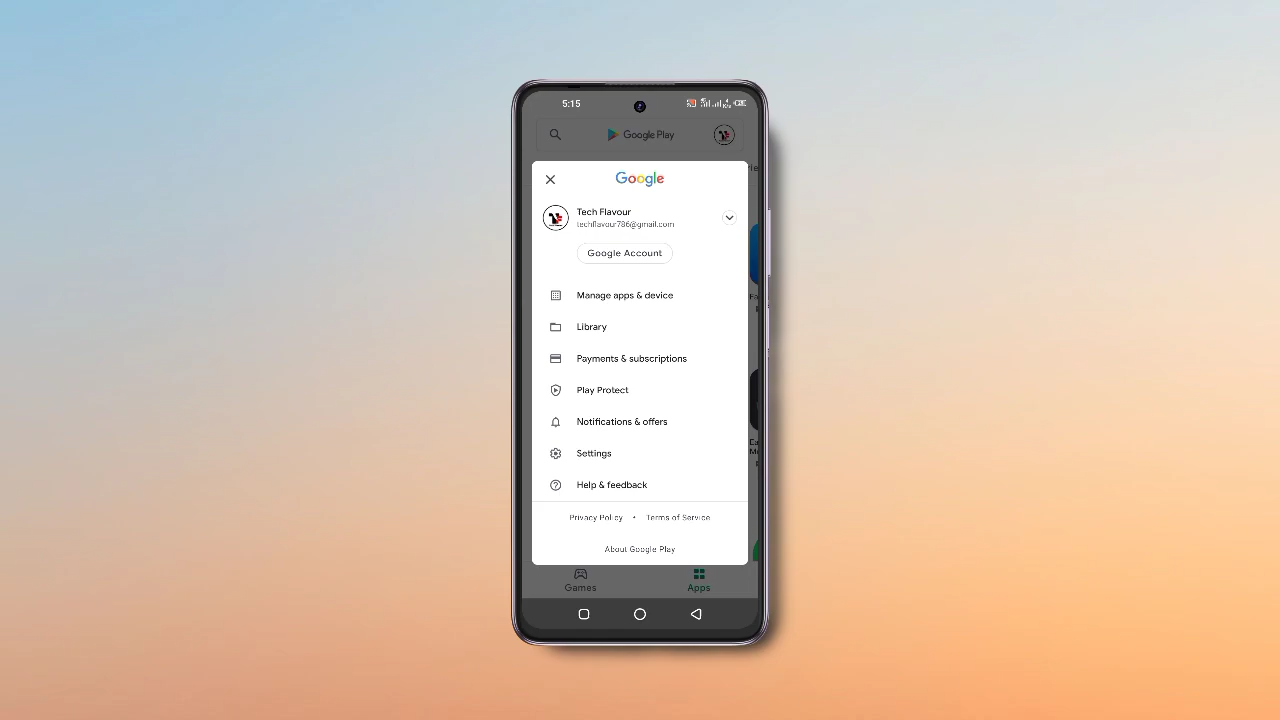 5:15
Google Play
Google
Tech Flavour
techflavour786@gmail.com
Google Account
Manage apps & device
Library
Payments & subscriptions
Play Protect
Notifications & offers
Settings
Help & feedback
Privacy Policy • Terms of Service
About Google Play
Games
Apps